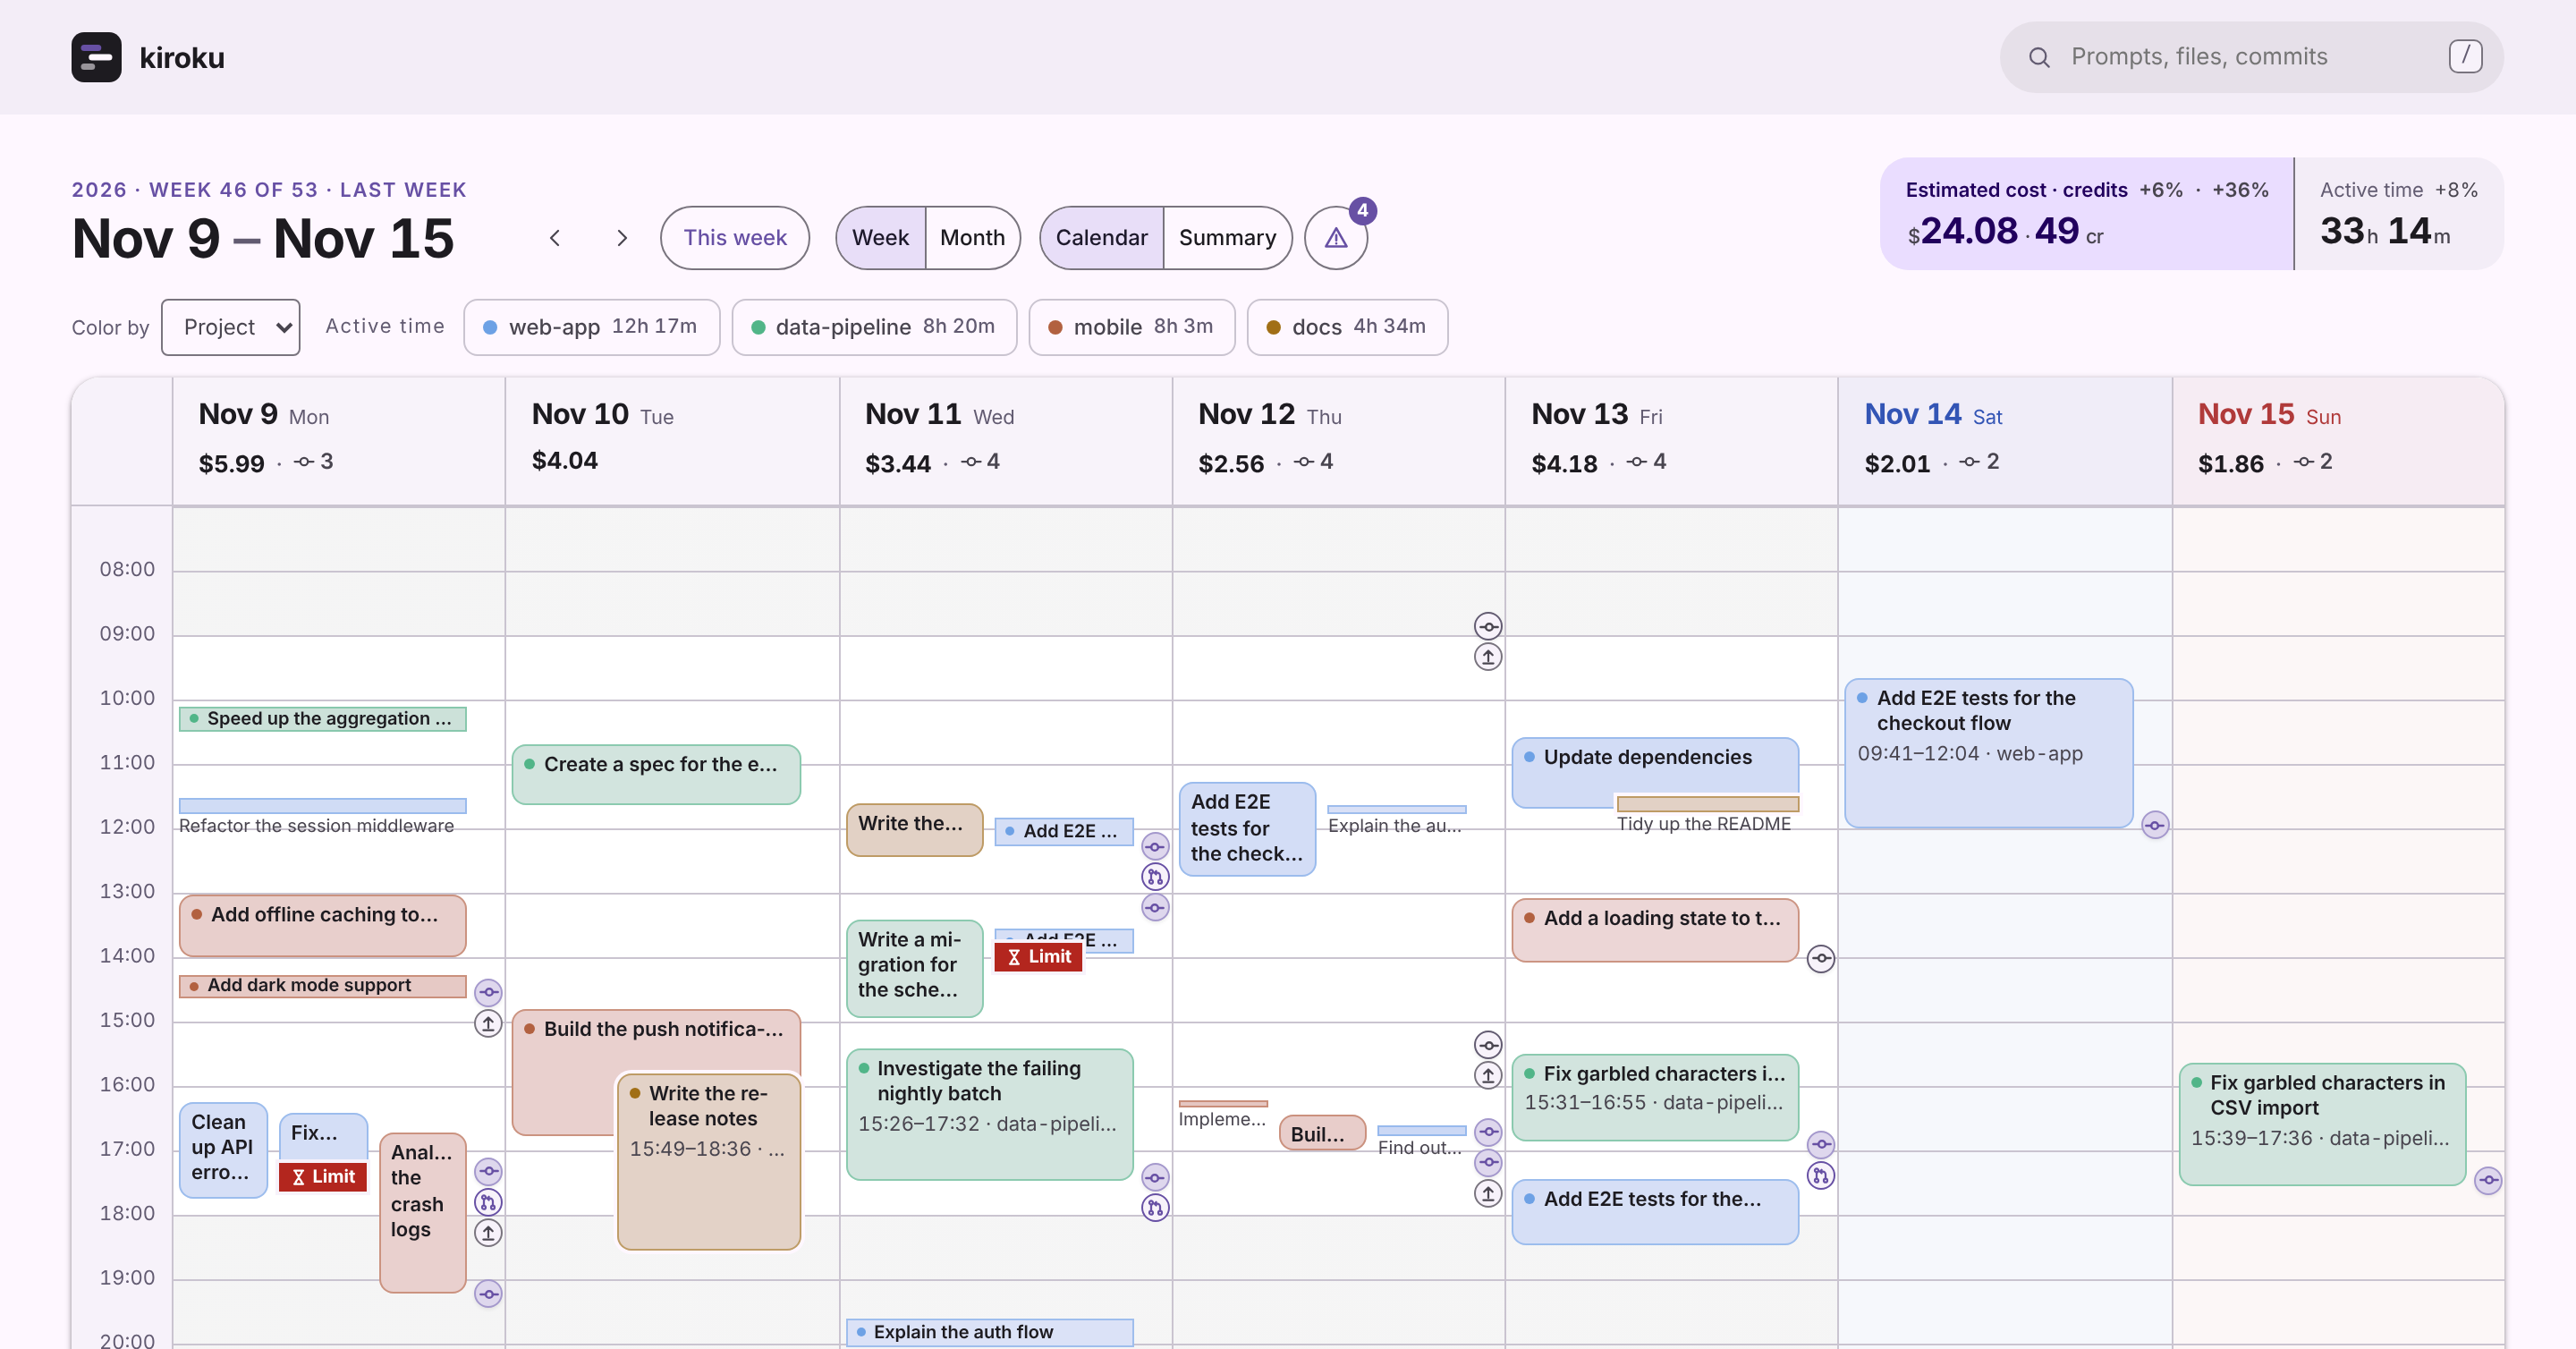 kiroku
Prompts, files, commits
/
2026 · WEEK 46 OF 53 · LAST WEEK
Nov 9 – Nov 15
This week
Week
Month
Calendar
Summary
4
Estimated cost · credits +6% · +36%
$24.08 · 49 cr
Active time +8%
33h 14m
Color by
Project
Active time
web-app 12h 17m
data-pipeline 8h 20m
mobile 8h 3m
docs 4h 34m
Nov 9 Mon
$5.99 · 3
Nov 10 Tue
$4.04
Nov 11 Wed
$3.44 · 4
Nov 12 Thu
$2.56 · 4
Nov 13 Fri
$4.18 · 4
Nov 14 Sat
$2.01 · 2
Nov 15 Sun
$1.86 · 2
08:00
09:00
10:00
11:00
12:00
13:00
14:00
15:00
16:00
17:00
18:00
19:00
20:00
Speed up the aggregation ...
Refactor the session middleware
Add offline caching to...
Add dark mode support
Clean
up API
erro...
Fix...
Limit
Anal...
the
crash
logs
Create a spec for the e...
Build the push notifica-...
Write the re-
lease notes
15:49–18:36 · ...
Write the...
Add E2E ...
Write a mi-
gration for
the sche...
Add E2E ...
Limit
Investigate the failing
nightly batch
15:26–17:32 · data-pipeli...
Explain the auth flow
Add E2E
tests for
the check...
Explain the au...
Impleme...
Buil...
Find out...
Update dependencies
Tidy up the README
Add a loading state to t...
Fix garbled characters i...
15:31–16:55 · data-pipeli...
Add E2E tests for the...
Add E2E tests for the
checkout flow
09:41–12:04 · web-app
Fix garbled characters in
CSV import
15:39–17:36 · data-pipeli...